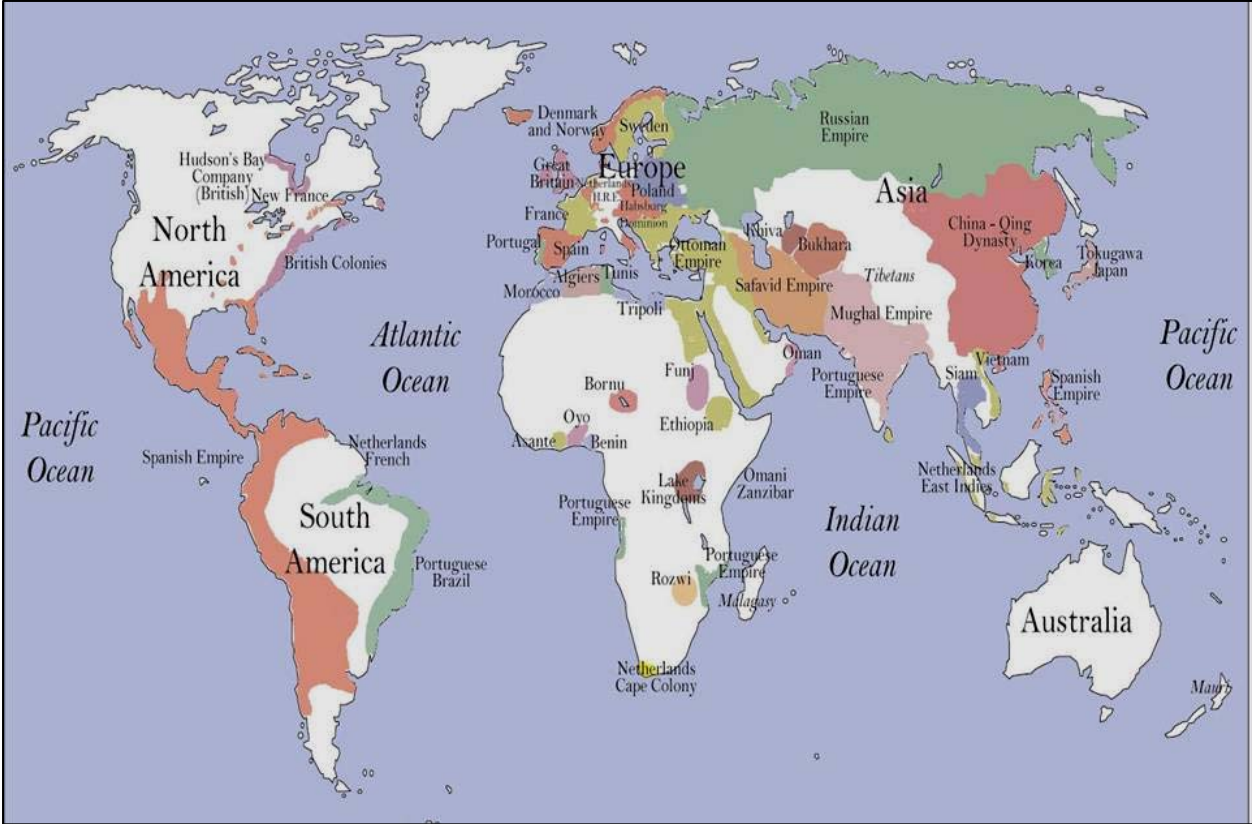 Denmark
and Norway
Sweden
Russian
Empire
Hudson's Bay
Company
(British)
New France
Great
Britain
Europe
Netherlands
H.R.E.
Poland
Habsburg
Dominion
Asia
North
America
British Colonies
France
Portugal
Spain
Ottoman
Empire
Khiva
Bukhara
China - Qing
Dynasty
Korea
Tokugawa
Japan
Algiers
Tunis
Morocco
Tripoli
Safavid Empire
Tibetans
Mughal Empire
Atlantic
Ocean
Pacific
Ocean
Oman
Portuguese
Empire
Siam
Vietnam
Spanish
Empire
Bornu
Funj
Oyo
Asante
Benin
Ethiopia
Pacific
Ocean
Spanish Empire
Netherlands
French
Lake
Kingdoms
Omani
Zanzibar
Netherlands
East Indies
South
America
Portuguese
Empire
Indian
Ocean
Portuguese
Brazil
Portuguese
Empire
Rozwi
Malagasy
Australia
Netherlands
Cape Colony
Mauri